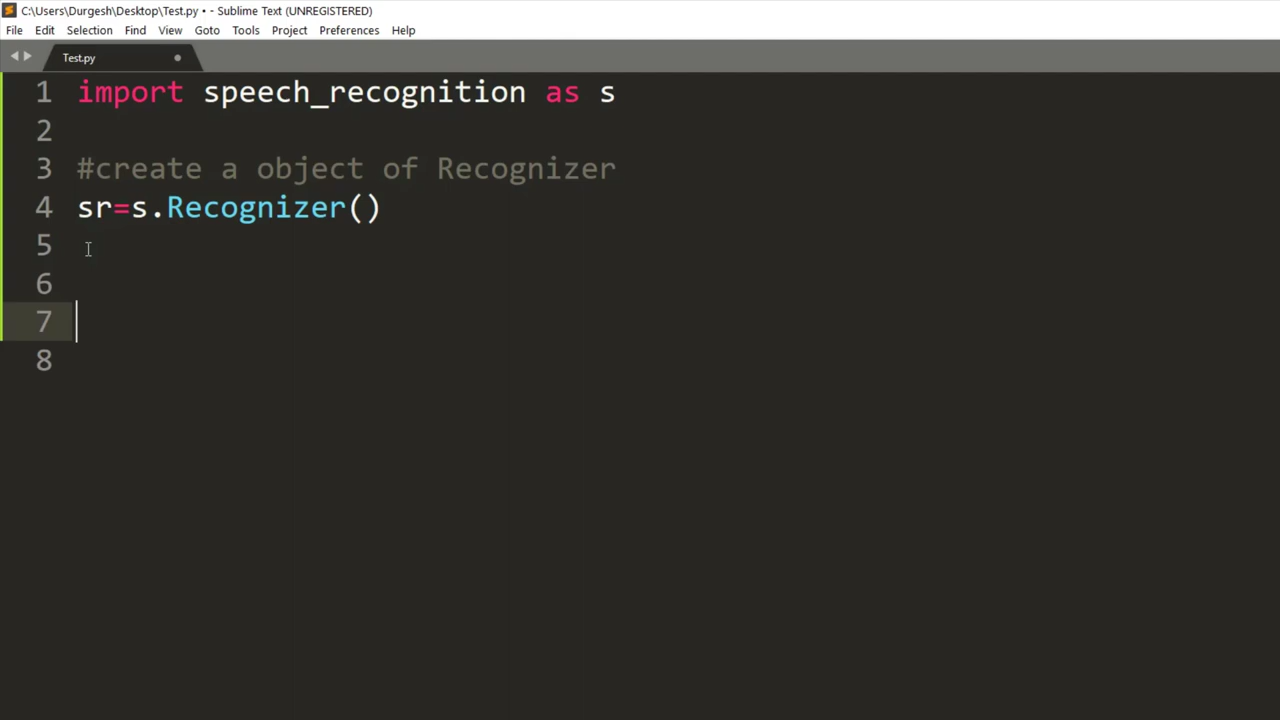 C:\Users\Durgesh\Desktop\Test.py • - Sublime Text (UNREGISTERED)
File Edit Selection Find View Goto Tools Project Preferences Help
Test.py
1 import speech_recognition as s
2
3 #create a object of Recognizer
4 sr=s.Recognizer()
5
6
7
8